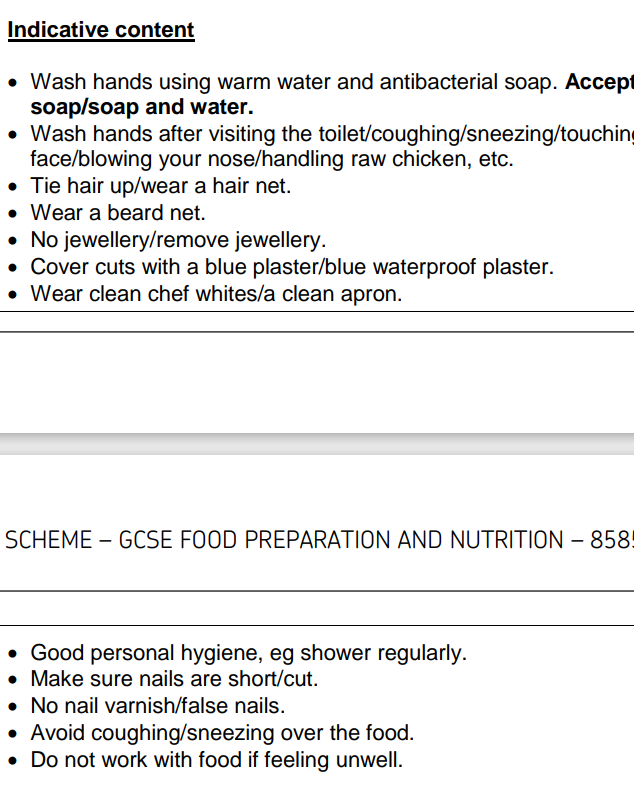 Indicative content
• Wash hands using warm water and antibacterial soap. Accept
soap/soap and water.
• Wash hands after visiting the toilet/coughing/sneezing/touching
face/blowing your nose/handling raw chicken, etc.
• Tie hair up/wear a hair net.
• Wear a beard net.
• No jewellery/remove jewellery.
• Cover cuts with a blue plaster/blue waterproof plaster.
• Wear clean chef whites/a clean apron.
SCHEME – GCSE FOOD PREPARATION AND NUTRITION – 8585
• Good personal hygiene, eg shower regularly.
• Make sure nails are short/cut.
• No nail varnish/false nails.
• Avoid coughing/sneezing over the food.
• Do not work with food if feeling unwell.